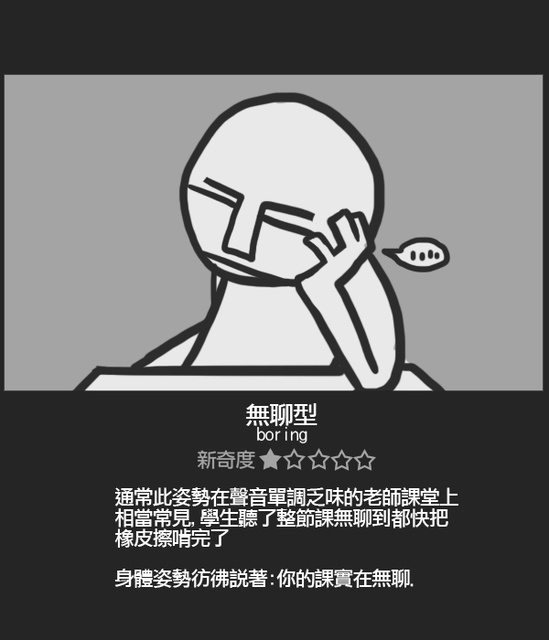 ....
無聊型
boring
新奇度 ★☆☆☆☆
通常此姿勢在聲音單調乏味的老師課堂上
相當常見, 學生聽了整節課無聊到都快把
橡皮擦啃完了
身體姿勢彷彿説著:你的課實在無聊.